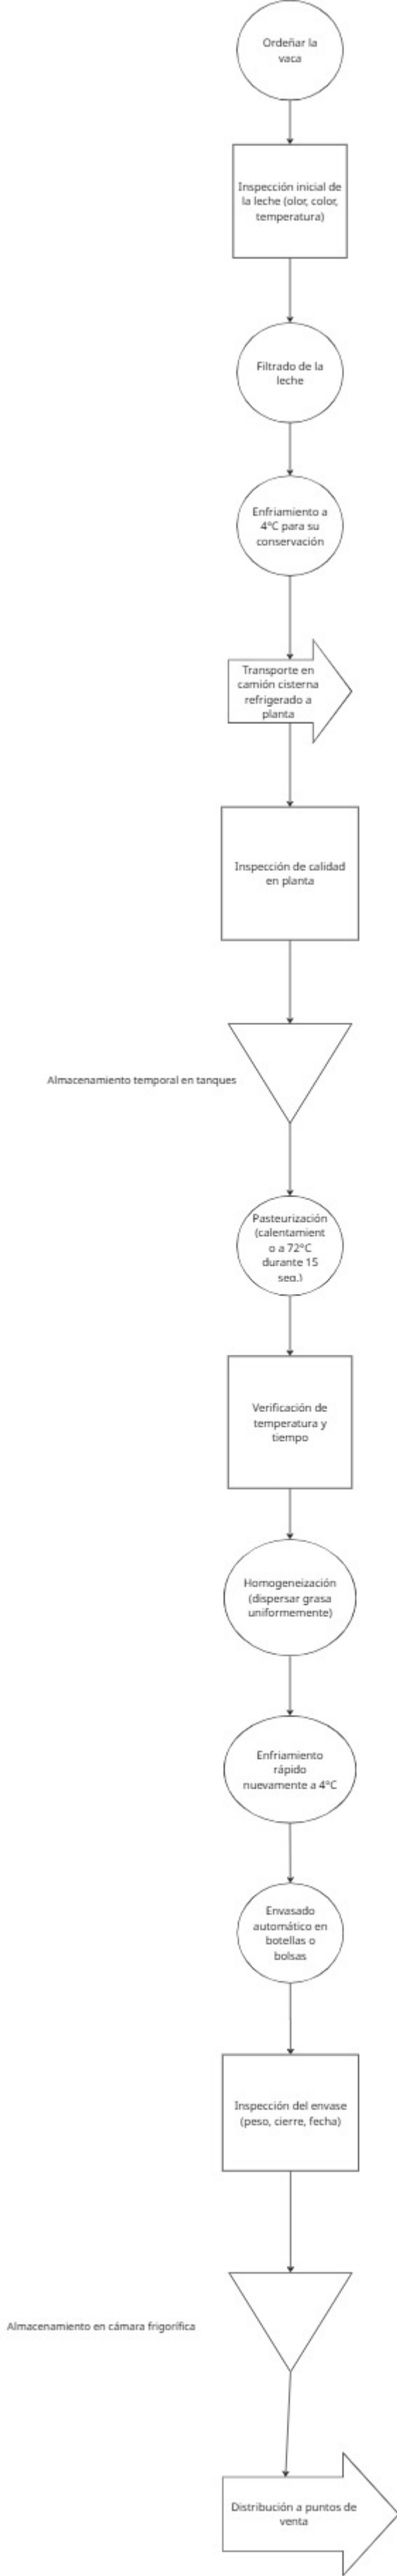 Ordeñar la
vaca
Inspección inicial de
la leche (olor, color,
temperatura)
Filtrado de la
leche
Enfriamiento a
4°C para su
conservación
Transporte en
camión cisterna
refrigerado a
planta
Inspección de calidad
en planta
Almacenamiento temporal en tanques
Pasteurización
(calentamient
o a 72°C
durante 15
seg.)
Verificación de
temperatura y
tiempo
Homogeneización
(dispersar grasa
uniformemente)
Enfriamiento
rápido
nuevamente a 4°C
Envasado
automático en
botellas o
bolsas
Inspección del envase
(peso, cierre, fecha)
Almacenamiento en cámara frigorífica
Distribución a puntos de
venta